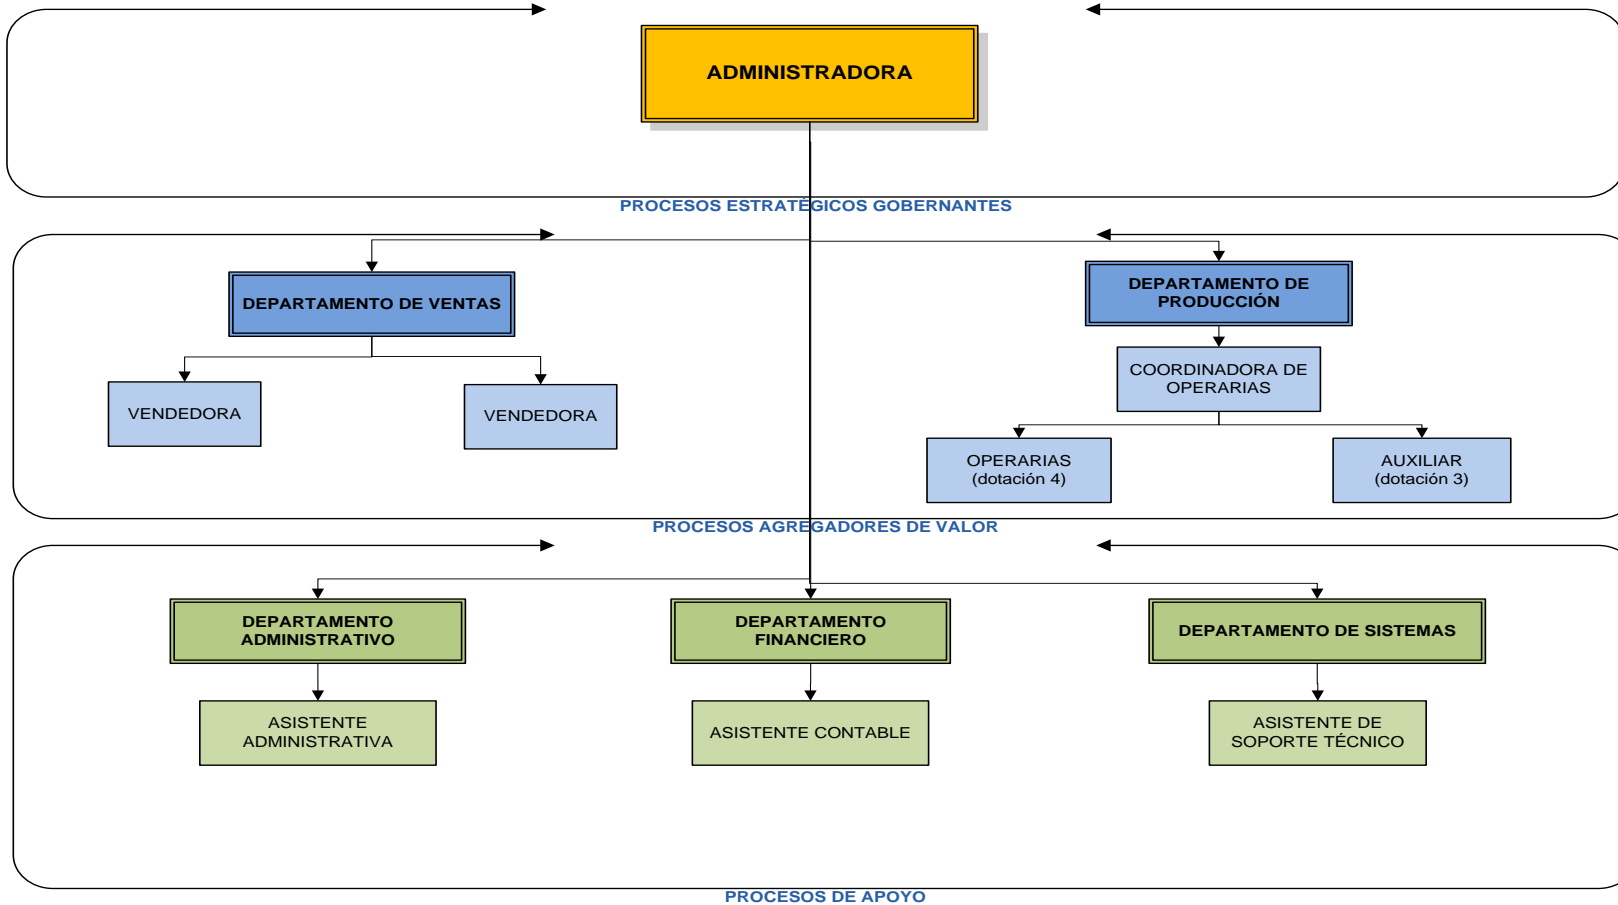 ADMINISTRADORA
PROCESOS ESTRATÉGICOS GOBERNANTES
DEPARTAMENTO DE VENTAS
DEPARTAMENTO DE
PRODUCCIÓN
VENDEDORA
VENDEDORA
COORDINADORA DE
OPERARIAS
OPERARIAS
(dotación 4)
AUXILIAR
(dotación 3)
PROCESOS AGREGADORES DE VALOR
DEPARTAMENTO
ADMINISTRATIVO
DEPARTAMENTO
FINANCIERO
DEPARTAMENTO DE SISTEMAS
ASISTENTE
ADMINISTRATIVA
ASISTENTE CONTABLE
ASISTENTE DE
SOPORTE TÉCNICO
PROCESOS DE APOYO